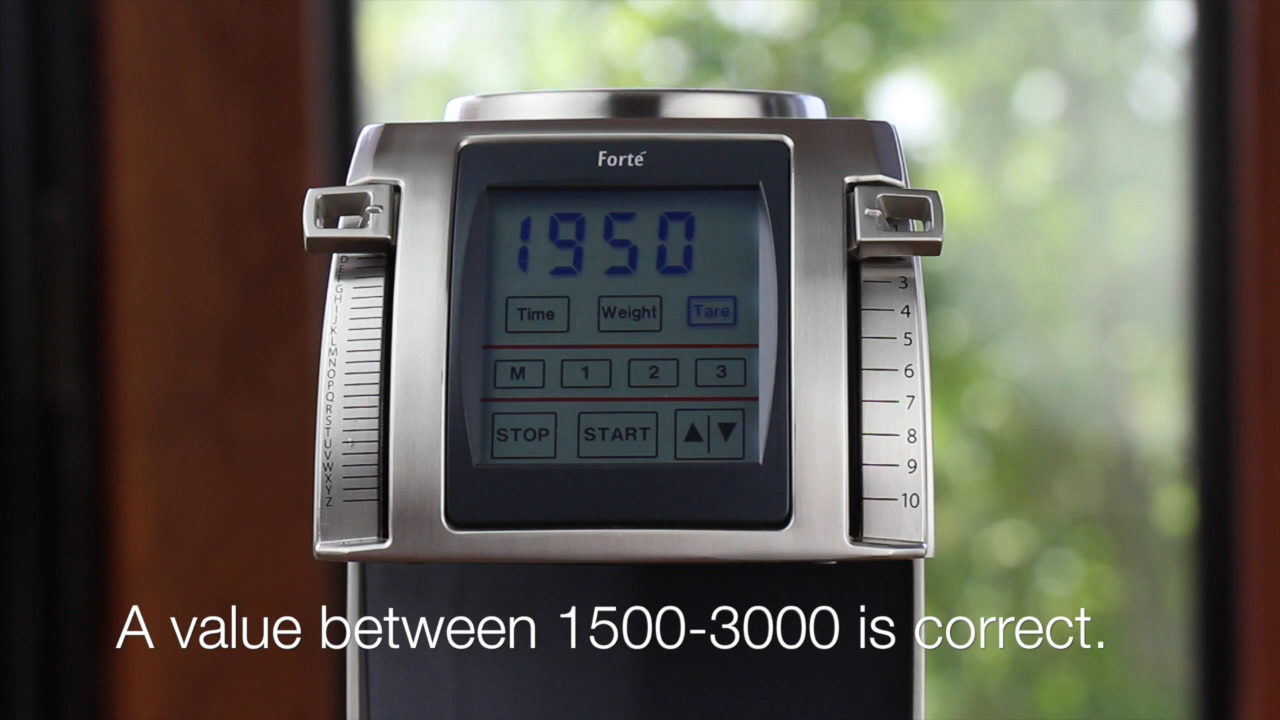 Forté
1950
Time Weight Tare
M 1 2 3
STOP START ▲|▼
D
E
F
G
H
I
J
K
L
M
N
O
P
Q
R
S
T
U
V
W
X
Y
Z
3
4
5
6
7
8
9
10
A value between 1500-3000 is correct.